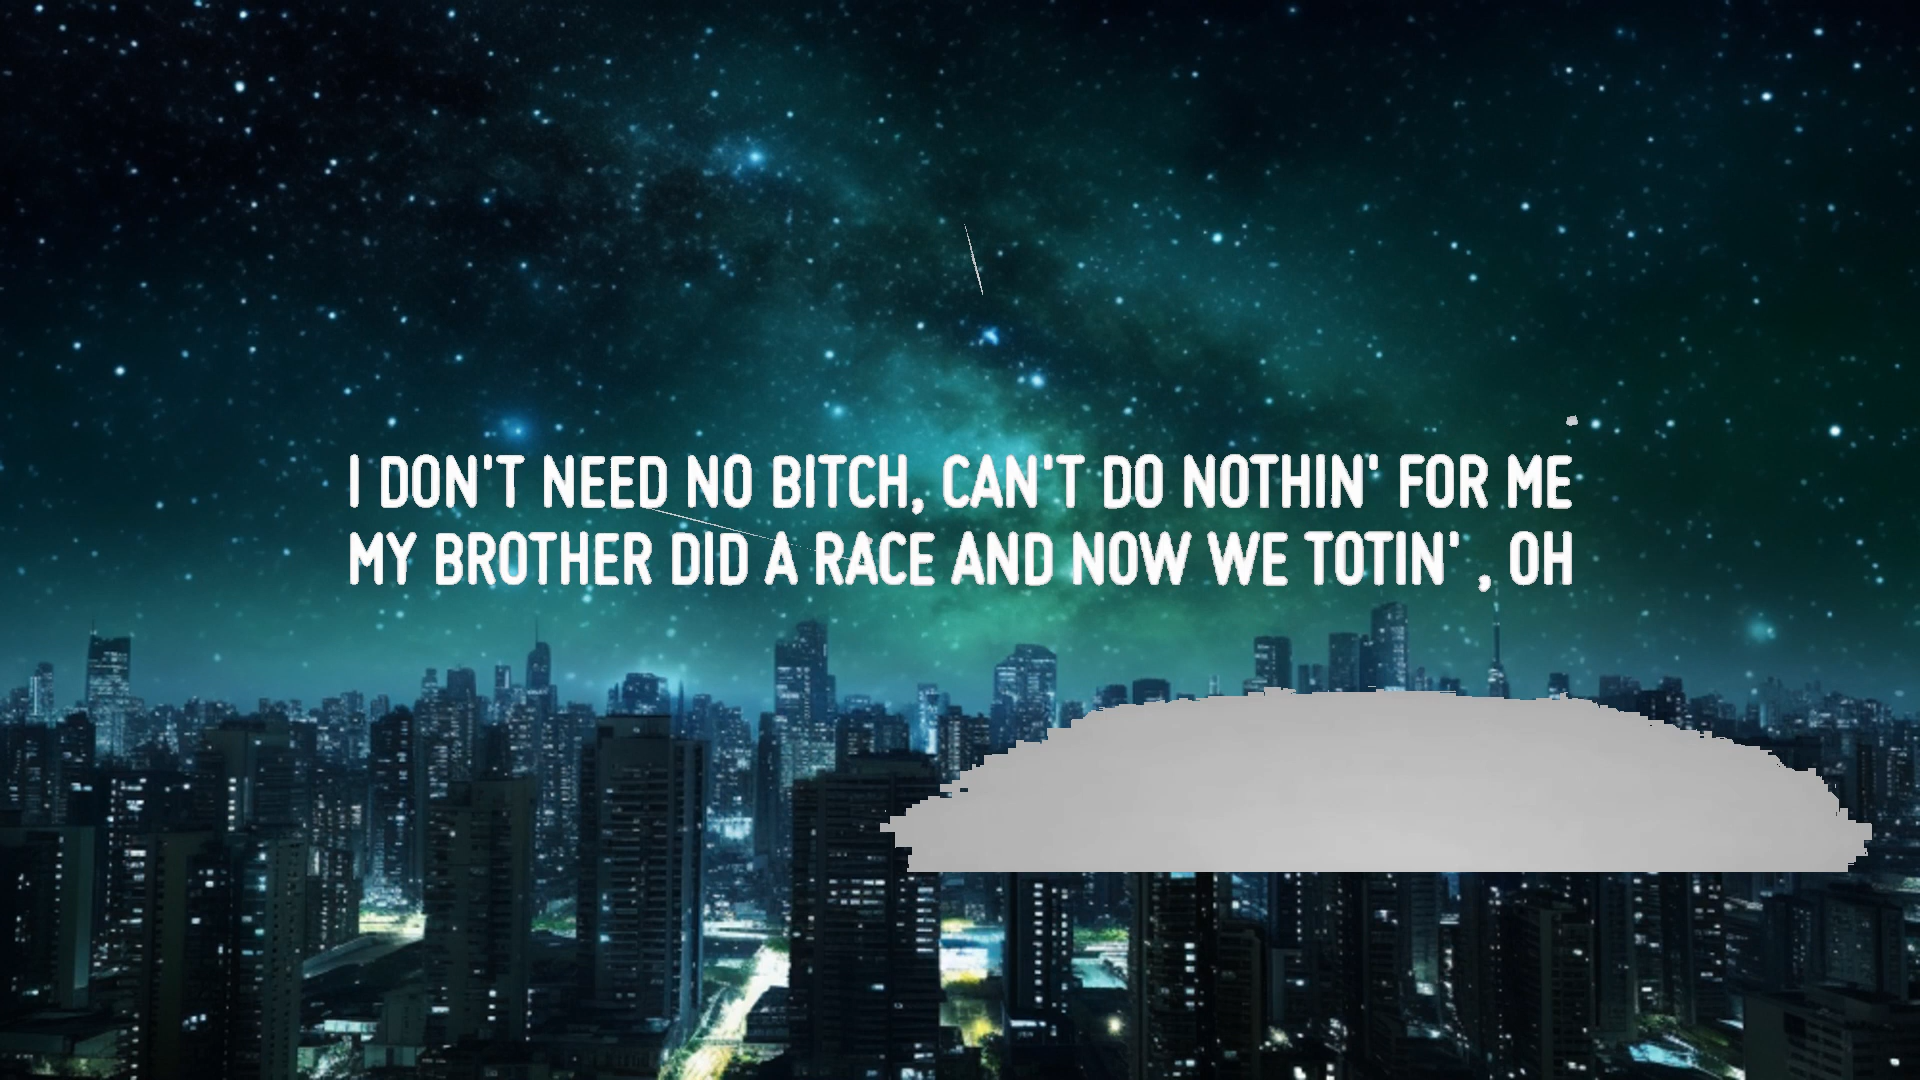 I DON'T NEED NO BITCH, CAN'T DO NOTHIN' FOR ME
MY BROTHER DID A RACE AND NOW WE TOTIN' , OH